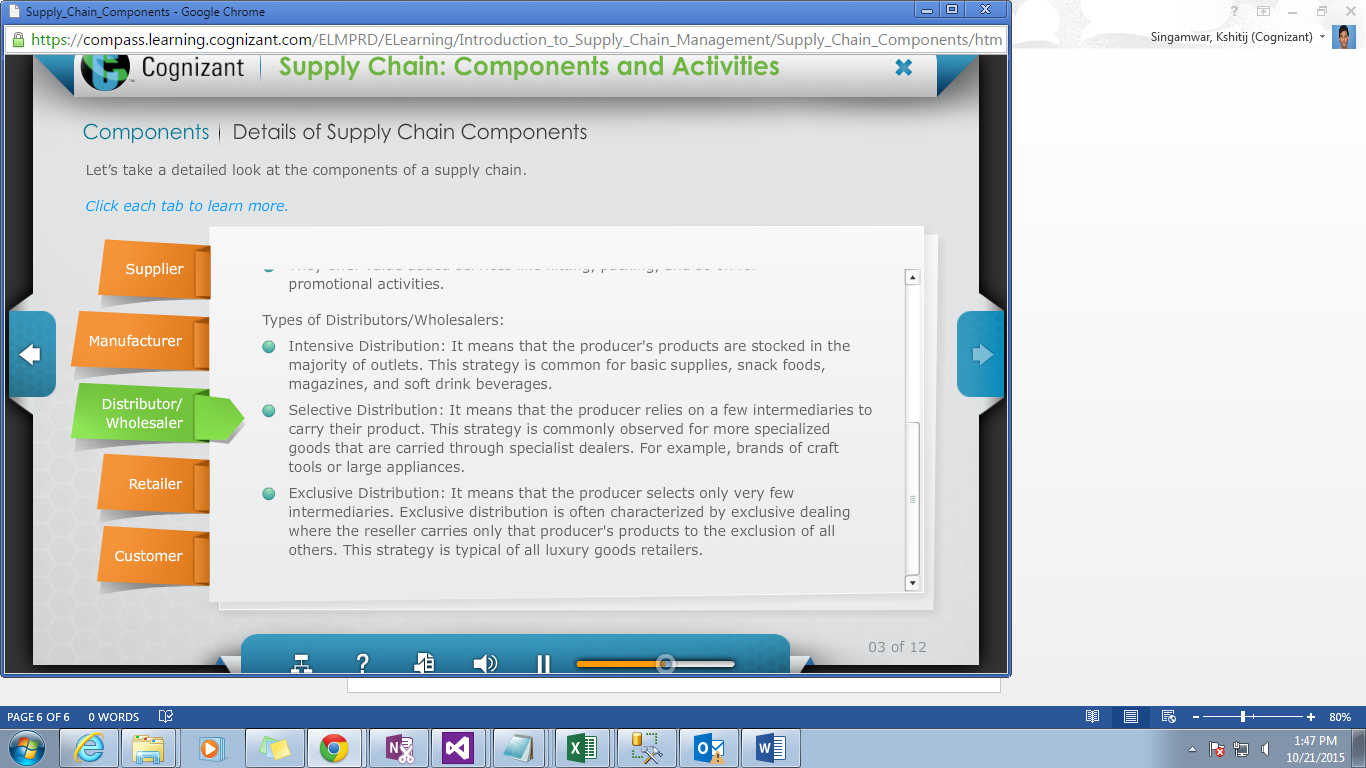 Supply_Chain_Components - Google Chrome
https://compass.learning.cognizant.com/ELMPRD/ELearning/Introduction_to_Supply_Chain_Management/Supply_Chain_Components/htm
Singamwar, Kshitij (Cognizant)
Cognizant
Supply Chain: Components and Activities
Components | Details of Supply Chain Components
Let's take a detailed look at the components of a supply chain.
Click each tab to learn more.
Supplier
Manufacturer
Distributor/
Wholesaler
Retailer
Customer
promotional activities.
Types of Distributors/Wholesalers:
Intensive Distribution: It means that the producer's products are stocked in the
majority of outlets. This strategy is common for basic supplies, snack foods,
magazines, and soft drink beverages.
Selective Distribution: It means that the producer relies on a few intermediaries to
carry their product. This strategy is commonly observed for more specialized
goods that are carried through specialist dealers. For example, brands of craft
tools or large appliances.
Exclusive Distribution: It means that the producer selects only very few
intermediaries. Exclusive distribution is often characterized by exclusive dealing
where the reseller carries only that producer's products to the exclusion of all
others. This strategy is typical of all luxury goods retailers.
03 of 12
PAGE 6 OF 6
0 WORDS
80%
1:47 PM
10/21/2015